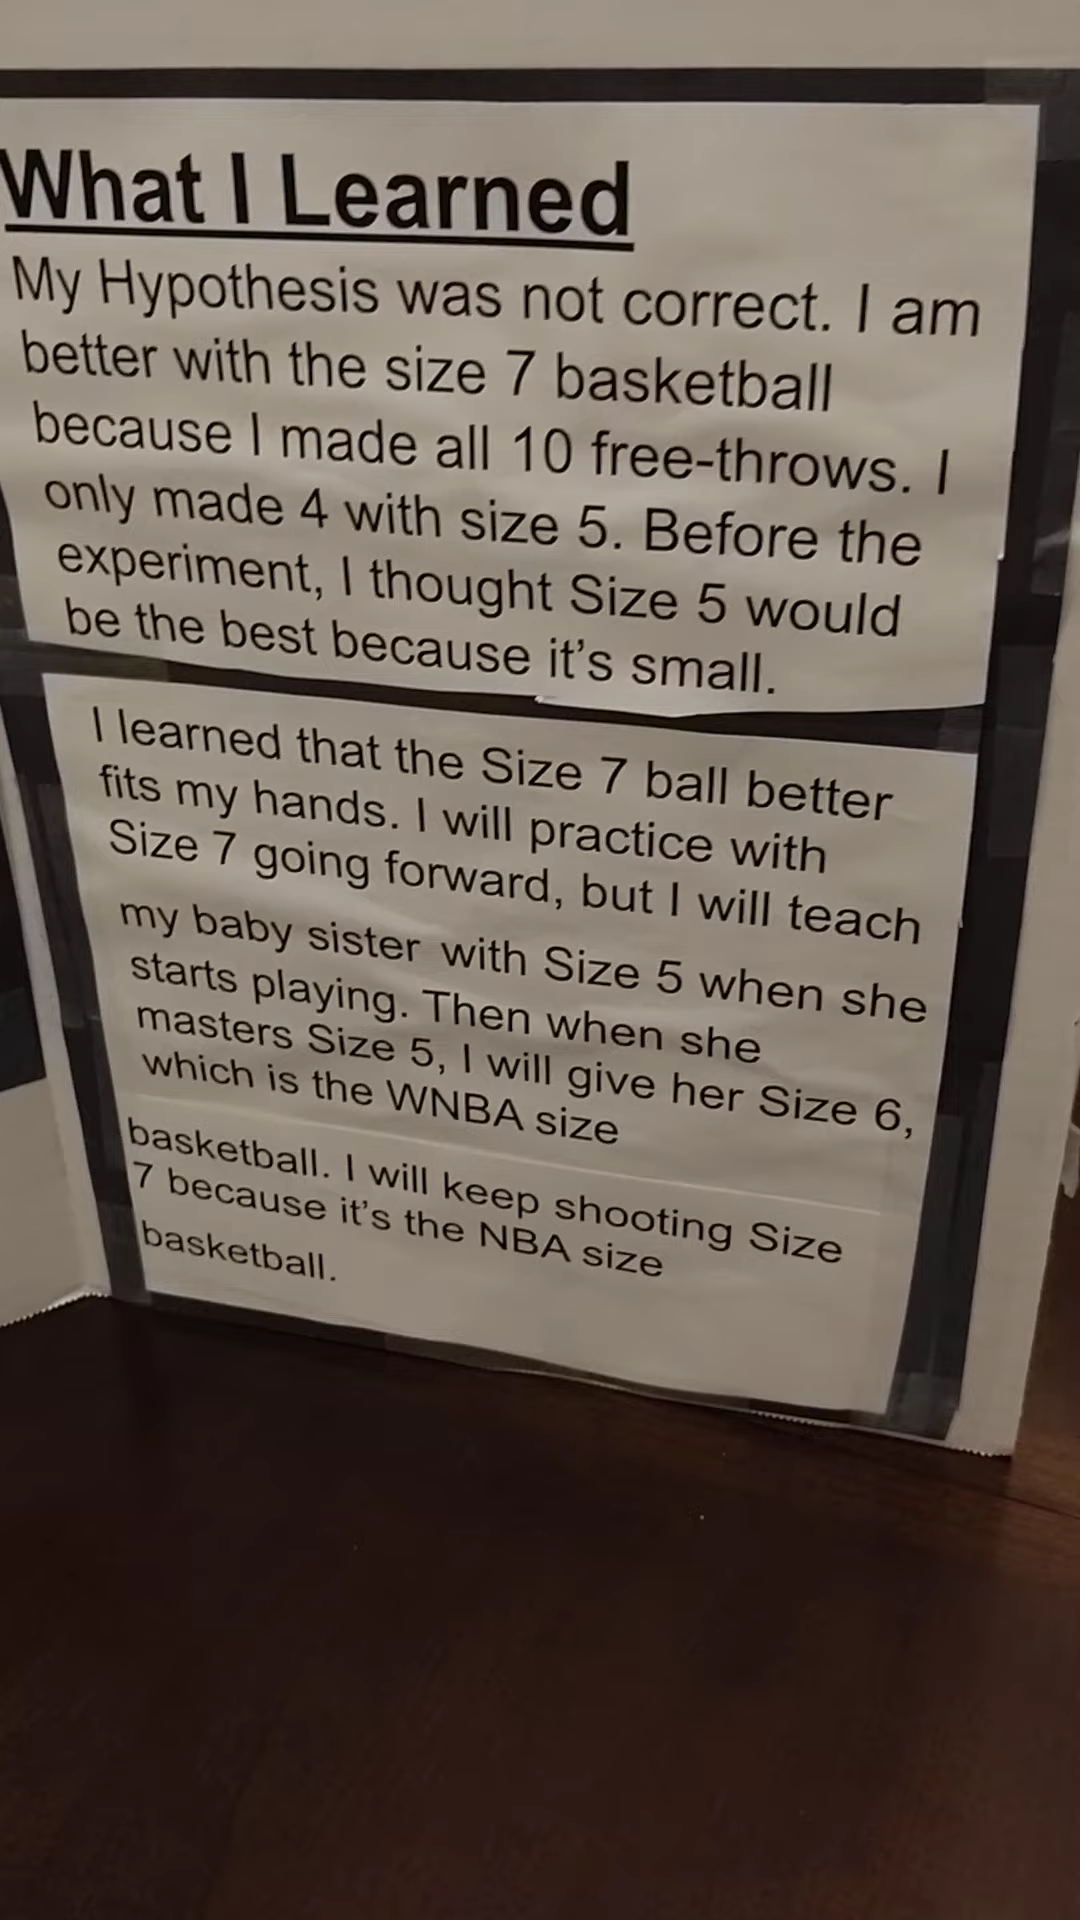 What I Learned
My Hypothesis was not correct. I am
better with the size 7 basketball
because I made all 10 free-throws. I
only made 4 with size 5. Before the
experiment, I thought Size 5 would
be the best because it's small.
I learned that the Size 7 ball better
fits my hands. I will practice with
Size 7 going forward, but I will teach
my baby sister with Size 5 when she
starts playing. Then when she
masters Size 5, I will give her Size 6,
which is the WNBA size
basketball. I will keep shooting Size
7 because it's the NBA size
basketball.